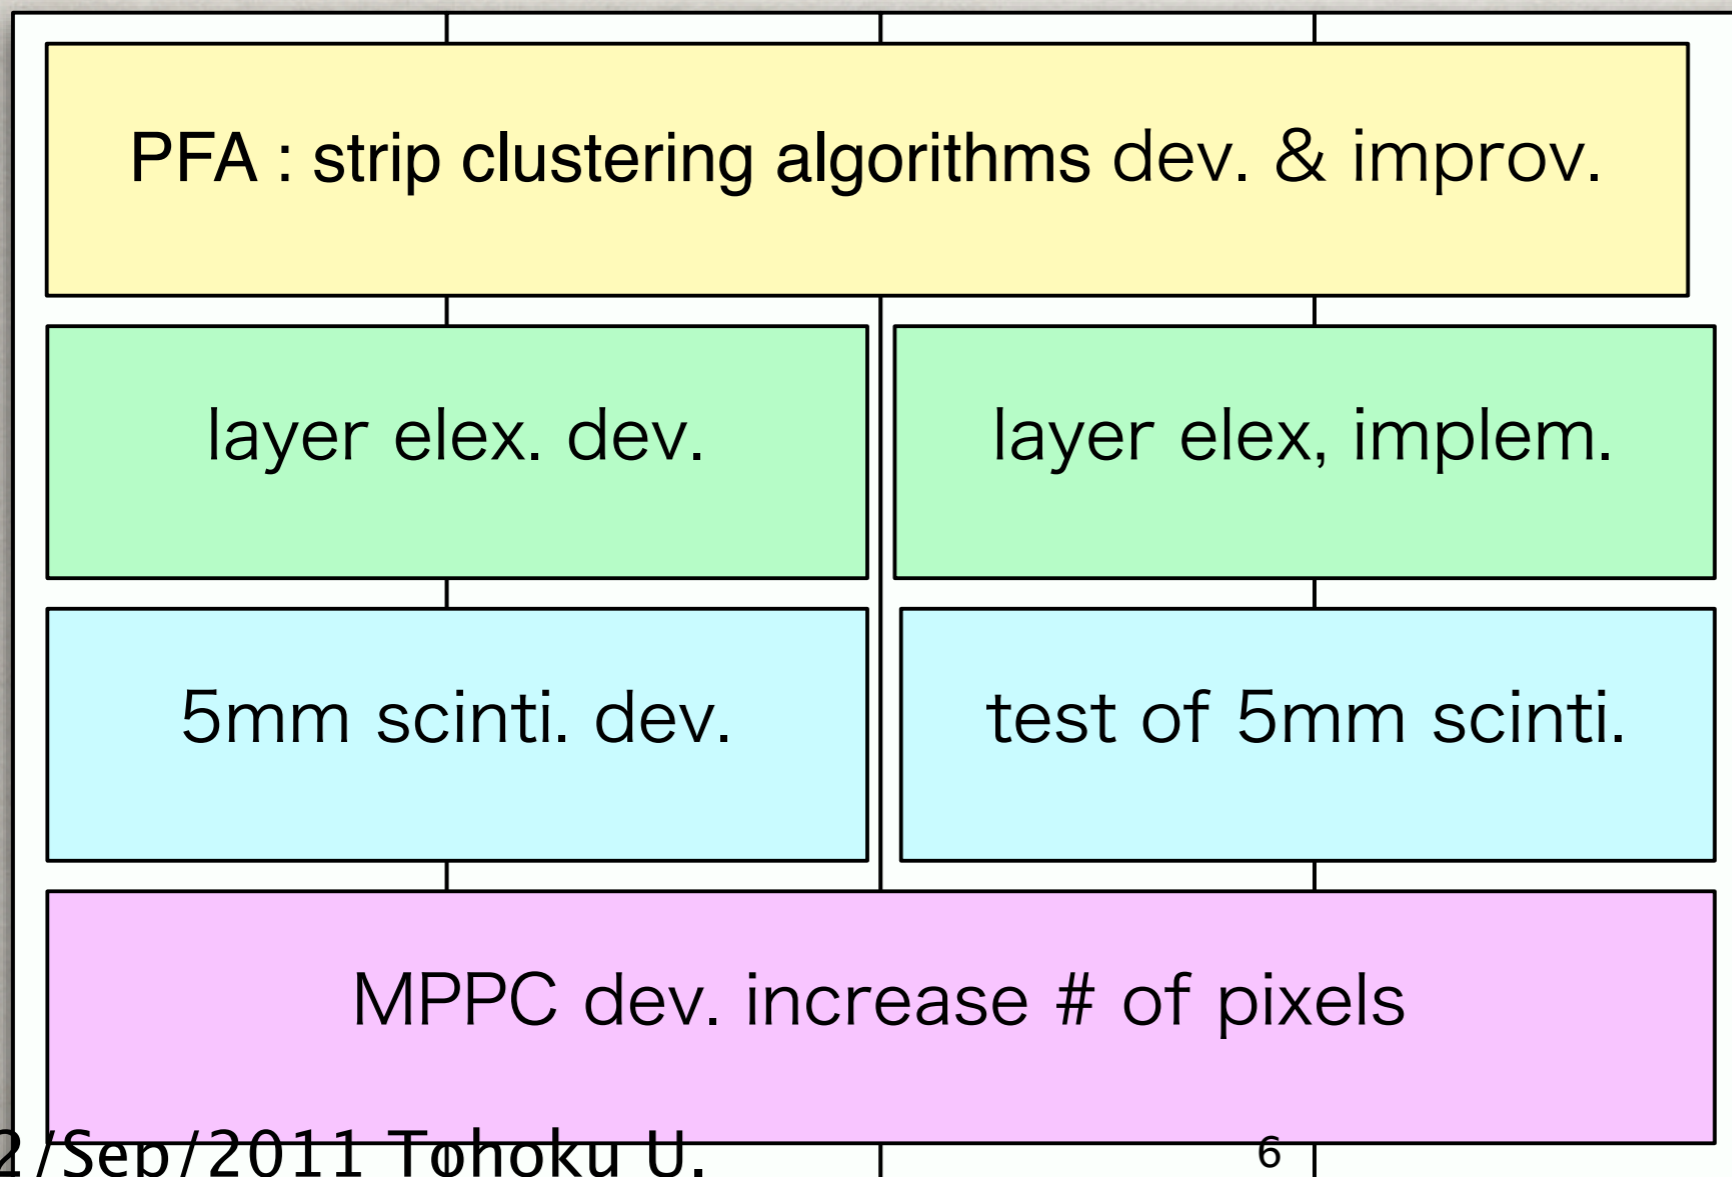 PFA : strip clustering algorithms dev. & improv.
layer elex. dev.
layer elex, implem.
5mm scinti. dev.
test of 5mm scinti.
MPPC dev. increase # of pixels
2/Sep/2011 Tohoku U.
6